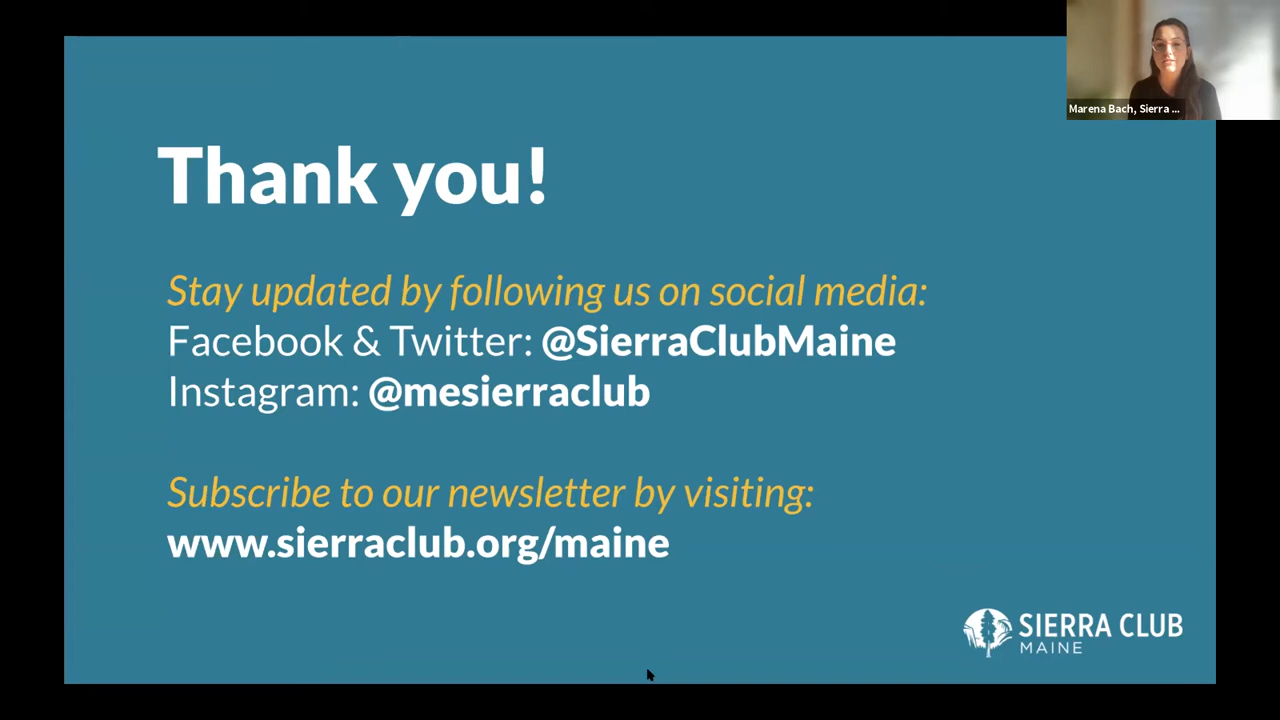 Marena Bach, Sierra ...
Thank you!
Stay updated by following us on social media:
Facebook & Twitter: @SierraClubMaine
Instagram: @mesierraclub
Subscribe to our newsletter by visiting:
www.sierraclub.org/maine
SIERRA CLUB
MAINE